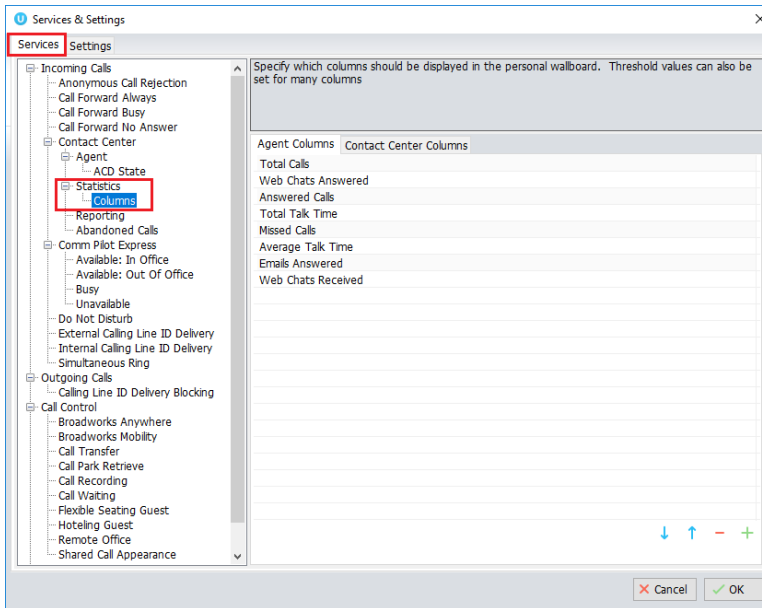 Services & Settings
Services
Settings
Incoming Calls
Anonymous Call Rejection
Call Forward Always
Call Forward Busy
Call Forward No Answer
Contact Center
Agent
ACD State
Statistics
Columns
Reporting
Abandoned Calls
Comm Pilot Express
Available: In Office
Available: Out Of Office
Busy
Unavailable
Do Not Disturb
External Calling Line ID Delivery
Internal Calling Line ID Delivery
Simultaneous Ring
Outgoing Calls
Calling Line ID Delivery Blocking
Call Control
Broadworks Anywhere
Broadworks Mobility
Call Transfer
Call Park Retrieve
Call Recording
Call Waiting
Flexible Seating Guest
Hoteling Guest
Remote Office
Shared Call Appearance
Specify which columns should be displayed in the personal wallboard. Threshold values can also be
set for many columns
Agent Columns
Contact Center Columns
Total Calls
Web Chats Answered
Answered Calls
Total Talk Time
Missed Calls
Average Talk Time
Emails Answered
Web Chats Received
Cancel
OK